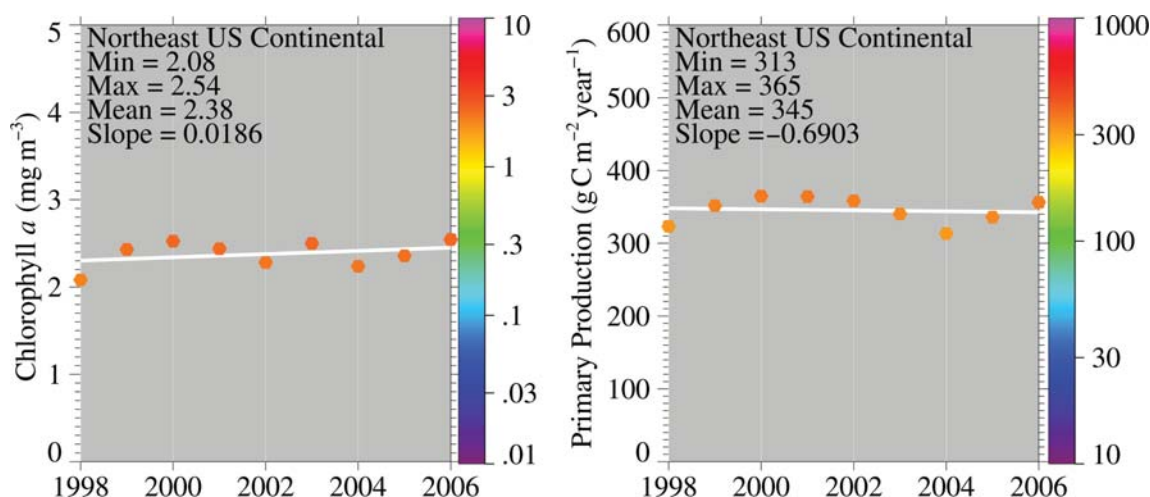 Northeast US Continental
Min = 2.08
Max = 2.54
Mean = 2.38
Slope = 0.0186
Chlorophyll a (mg m⁻³)
5
4
3
2
1
0
1998 2000 2002 2004 2006
10
3
1
.3
.1
.03
.01
Northeast US Continental
Min = 313
Max = 365
Mean = 345
Slope = −0.6903
Primary Production (g C m⁻² year⁻¹)
600
500
400
300
200
100
0
1998 2000 2002 2004 2006
1000
300
100
30
10